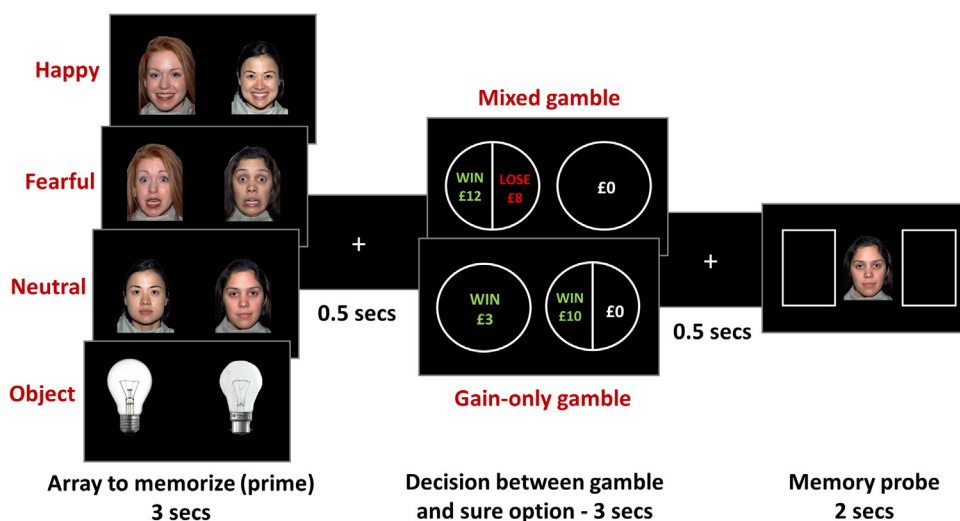 Happy
Fearful
Neutral
Object
Array to memorize (prime)
3 secs
+
0.5 secs
Mixed gamble
WIN
£12
LOSE
£8
£0
WIN
£3
WIN
£10
£0
Gain-only gamble
Decision between gamble
and sure option - 3 secs
+
0.5 secs
Memory probe
2 secs